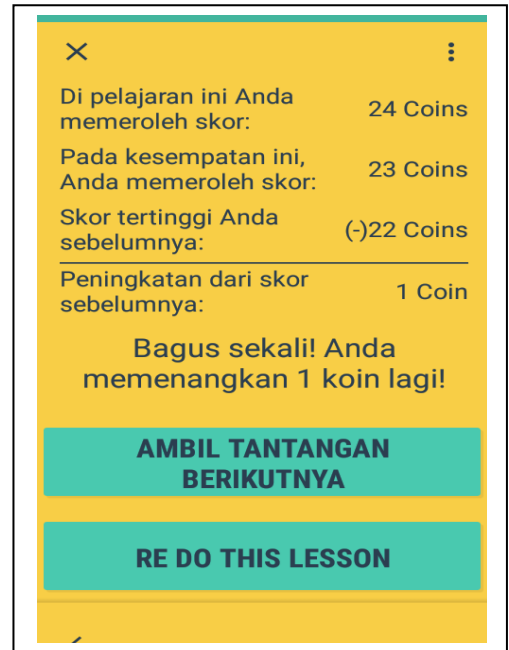 Di pelajaran ini Anda
memeroleh skor:
24 Coins
Pada kesempatan ini,
Anda memeroleh skor:
23 Coins
Skor tertinggi Anda
sebelumnya:
(-)22 Coins
Peningkatan dari skor
sebelumnya:
1 Coin
Bagus sekali! Anda
memenangkan 1 koin lagi!
AMBIL TANTANGAN
BERIKUTNYA
RE DO THIS LESSON